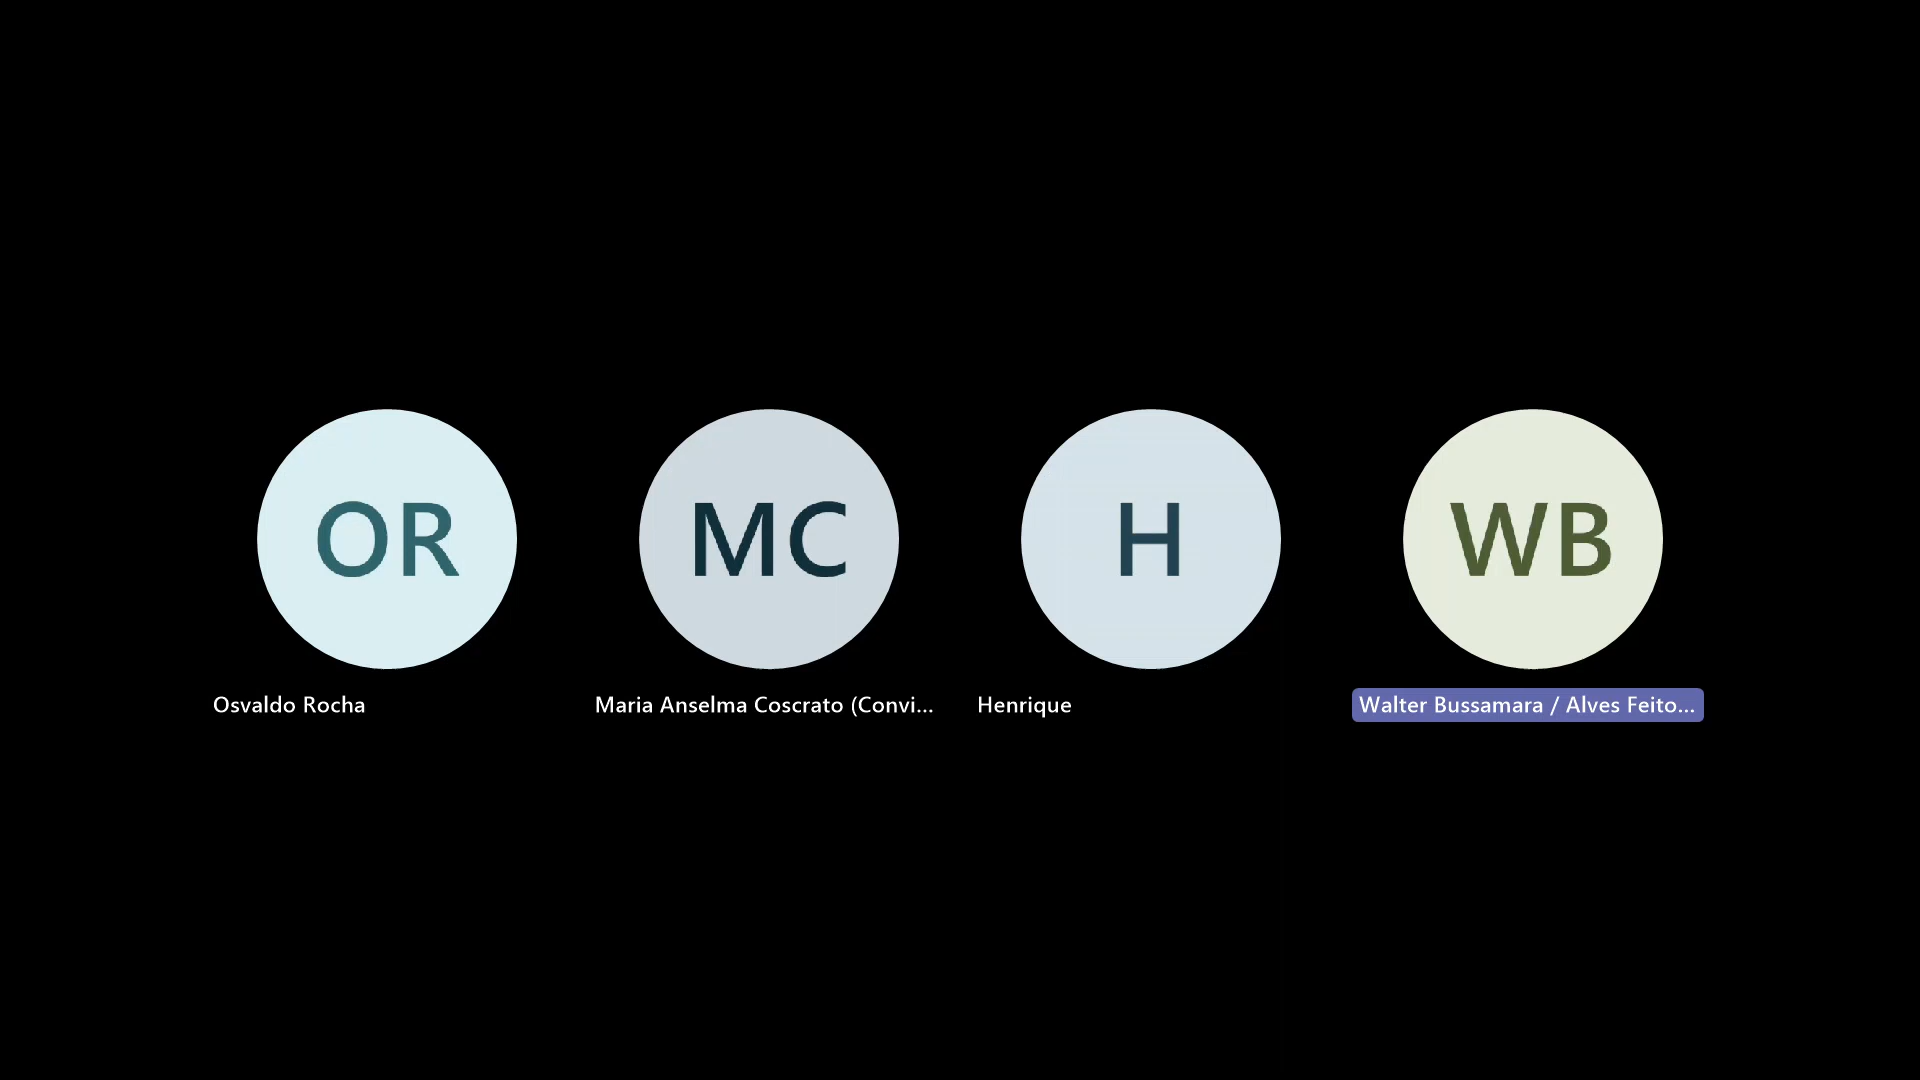 OR
MC
H
WB
Osvaldo Rocha
Maria Anselma Coscrato (Convi...
Henrique
Walter Bussamara / Alves Feito...